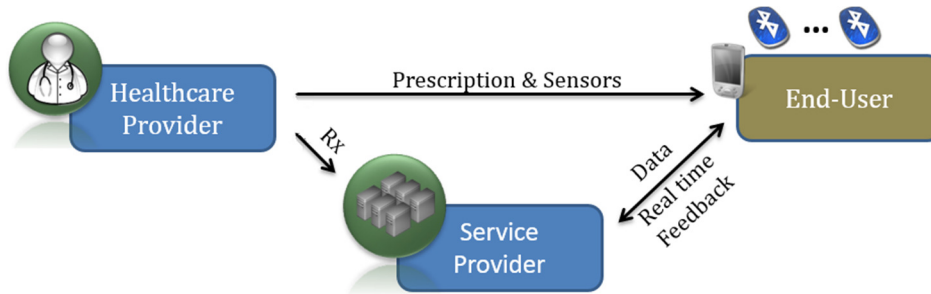 Healthcare
Provider
Prescription & Sensors
End-User
Rx
Data
Real time
Feedback
Service
Provider